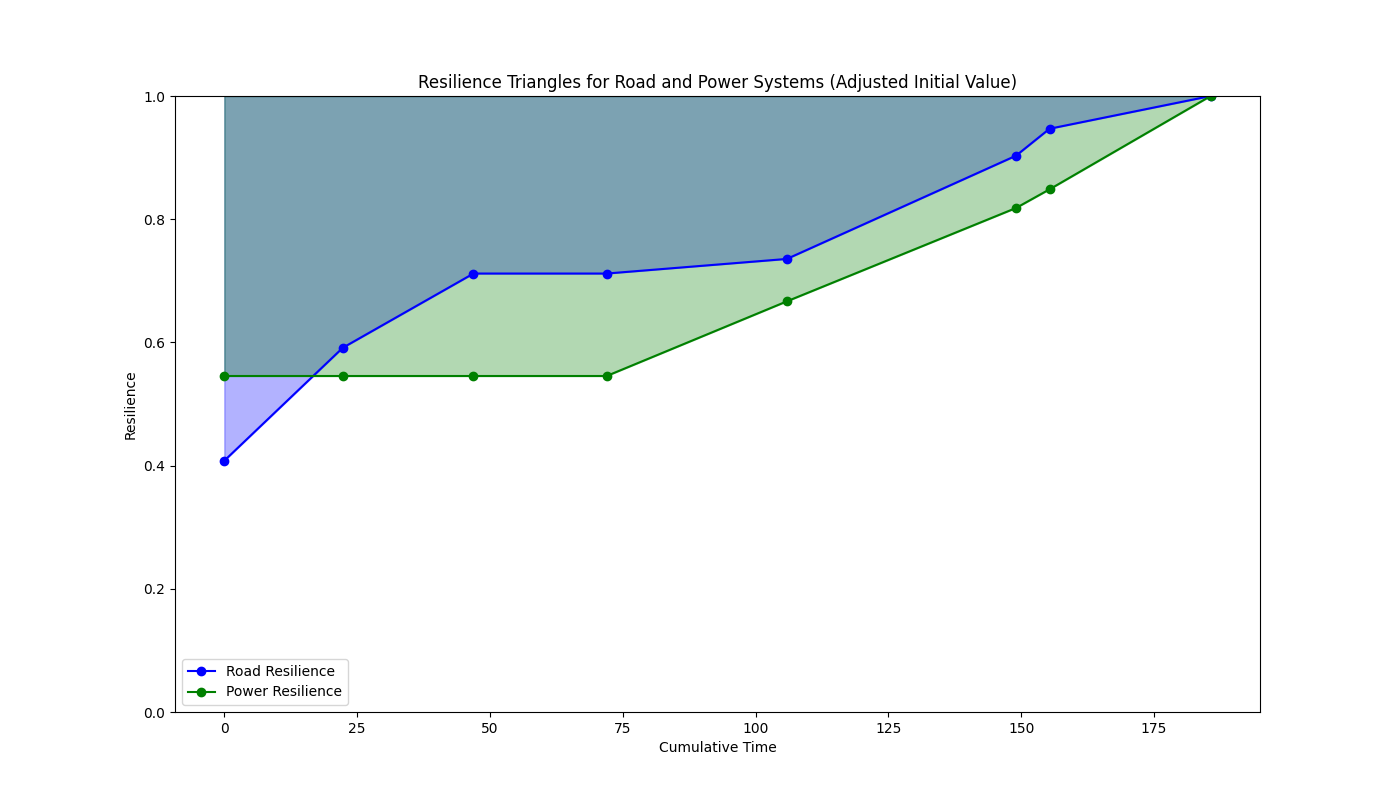 Resilience Triangles for Road and Power Systems (Adjusted Initial Value)
1.0
0.8
0.6
0.4
0.2
0.0
Resilience
Road Resilience
Power Resilience
0 25 50 75 100 125 150 175
Cumulative Time